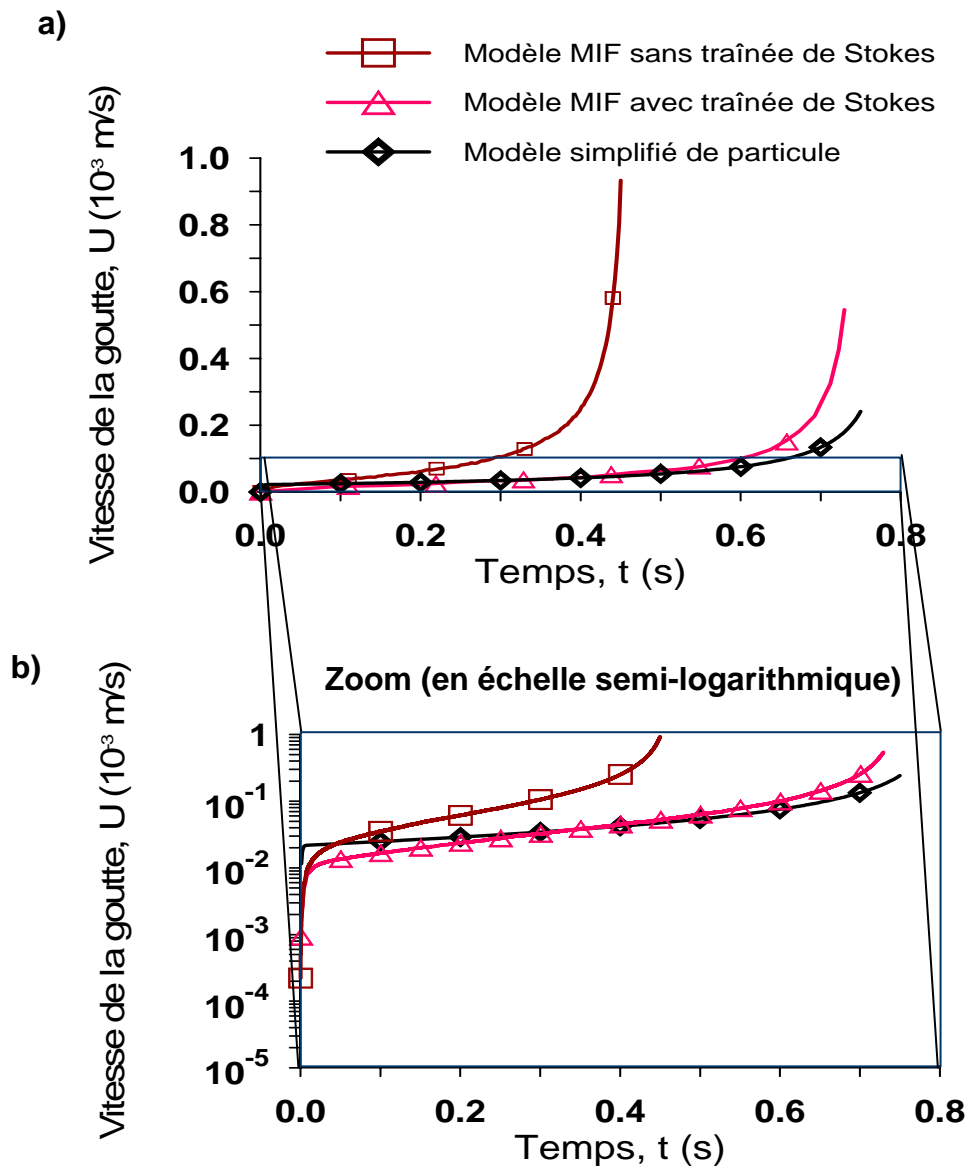 a)
Modèle MIF sans traînée de Stokes
Modèle MIF avec traînée de Stokes
Modèle simplifié de particule
Vitesse de la goutte, U (10⁻³ m/s)
1.0
0.8
0.6
0.4
0.2
0.0
0.0 0.2 0.4 0.6 0.8
Temps, t (s)
b)
Zoom (en échelle semi-logarithmique)
Vitesse de la goutte, U (10⁻³ m/s)
1
10⁻¹
10⁻²
10⁻³
10⁻⁴
10⁻⁵
0.0 0.2 0.4 0.6 0.8
Temps, t (s)